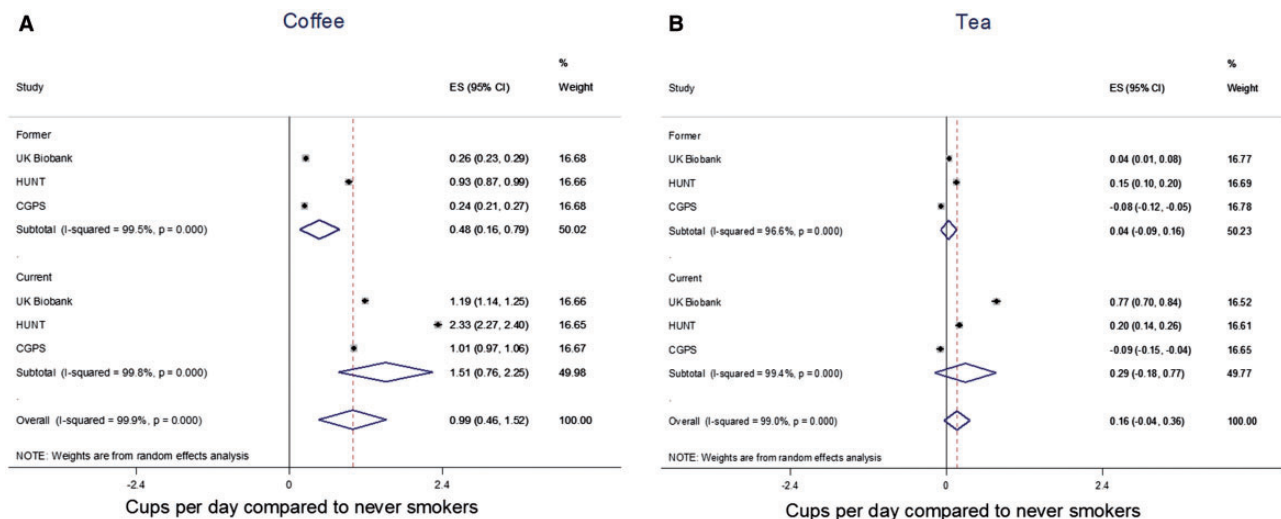 A Coffee
%
Study ES (95% CI) Weight
Former
UK Biobank 0.26 (0.23, 0.29) 16.68
HUNT 0.93 (0.87, 0.99) 16.66
CGPS 0.24 (0.21, 0.27) 16.68
Subtotal (I-squared = 99.5%, p = 0.000) 0.48 (0.16, 0.79) 50.02
.
Current
UK Biobank 1.19 (1.14, 1.25) 16.66
HUNT 2.33 (2.27, 2.40) 16.65
CGPS 1.01 (0.97, 1.06) 16.67
Subtotal (I-squared = 99.8%, p = 0.000) 1.51 (0.76, 2.25) 49.98
.
Overall (I-squared = 99.9%, p = 0.000) 0.99 (0.46, 1.52) 100.00
NOTE: Weights are from random effects analysis
-2.4 0 2.4
Cups per day compared to never smokers
B Tea
%
Study ES (95% CI) Weight
Former
UK Biobank 0.04 (0.01, 0.08) 16.77
HUNT 0.15 (0.10, 0.20) 16.69
CGPS -0.08 (-0.12, -0.05) 16.78
Subtotal (I-squared = 96.6%, p = 0.000) 0.04 (-0.09, 0.16) 50.23
.
Current
UK Biobank 0.77 (0.70, 0.84) 16.52
HUNT 0.20 (0.14, 0.26) 16.61
CGPS -0.09 (-0.15, -0.04) 16.65
Subtotal (I-squared = 99.4%, p = 0.000) 0.29 (-0.18, 0.77) 49.77
.
Overall (I-squared = 99.0%, p = 0.000) 0.16 (-0.04, 0.36) 100.00
NOTE: Weights are from random effects analysis
-2.4 0 2.4
Cups per day compared to never smokers